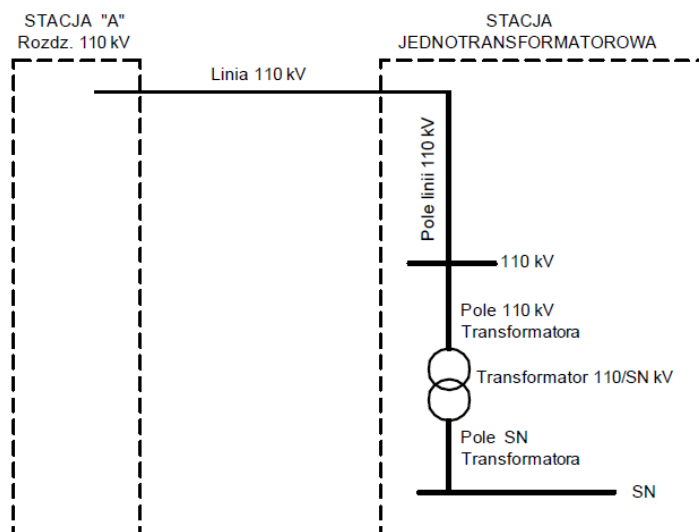 STACJA "A"
Rozdz. 110 kV
STACJA
JEDNOTRANSFORMATOROWA
Linia 110 kV
Pole linii 110 kV
110 kV
Pole 110 kV
Transformatora
Transformator 110/SN kV
Pole SN
Transformatora
SN